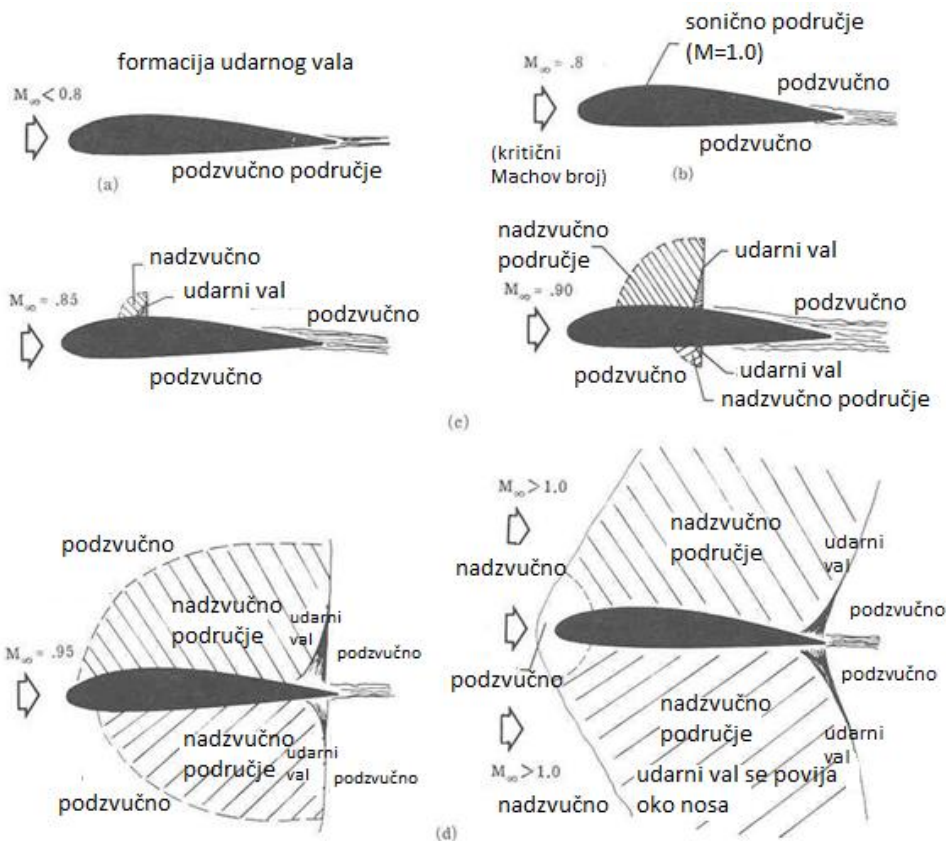 formacija udarnog vala
M∞ < 0.8
podzvučno područje
(a)
sonično područje
(M=1.0)
M∞ = .8
podzvučno
podzvučno
(kritični
Machov broj)
(b)
nadzvučno
udarni val
M∞ = .85
podzvučno
podzvučno
nadzvučno
područje
udarni val
M∞ = .90
podzvučno
podzvučno
udarni val
nadzvučno područje
(c)
podzvučno
nadzvučno
područje
udarni
val
podzvučno
M∞ = .95
nadzvučno
područje
udarni
val
podzvučno
podzvučno
M∞ > 1.0
nadzvučno
nadzvučno
područje
udarni
val
podzvučno
podzvučno
podzvučno
nadzvučno
područje
udarni
val
M∞ > 1.0
nadzvučno
udarni val se povija
oko nosa
(d)